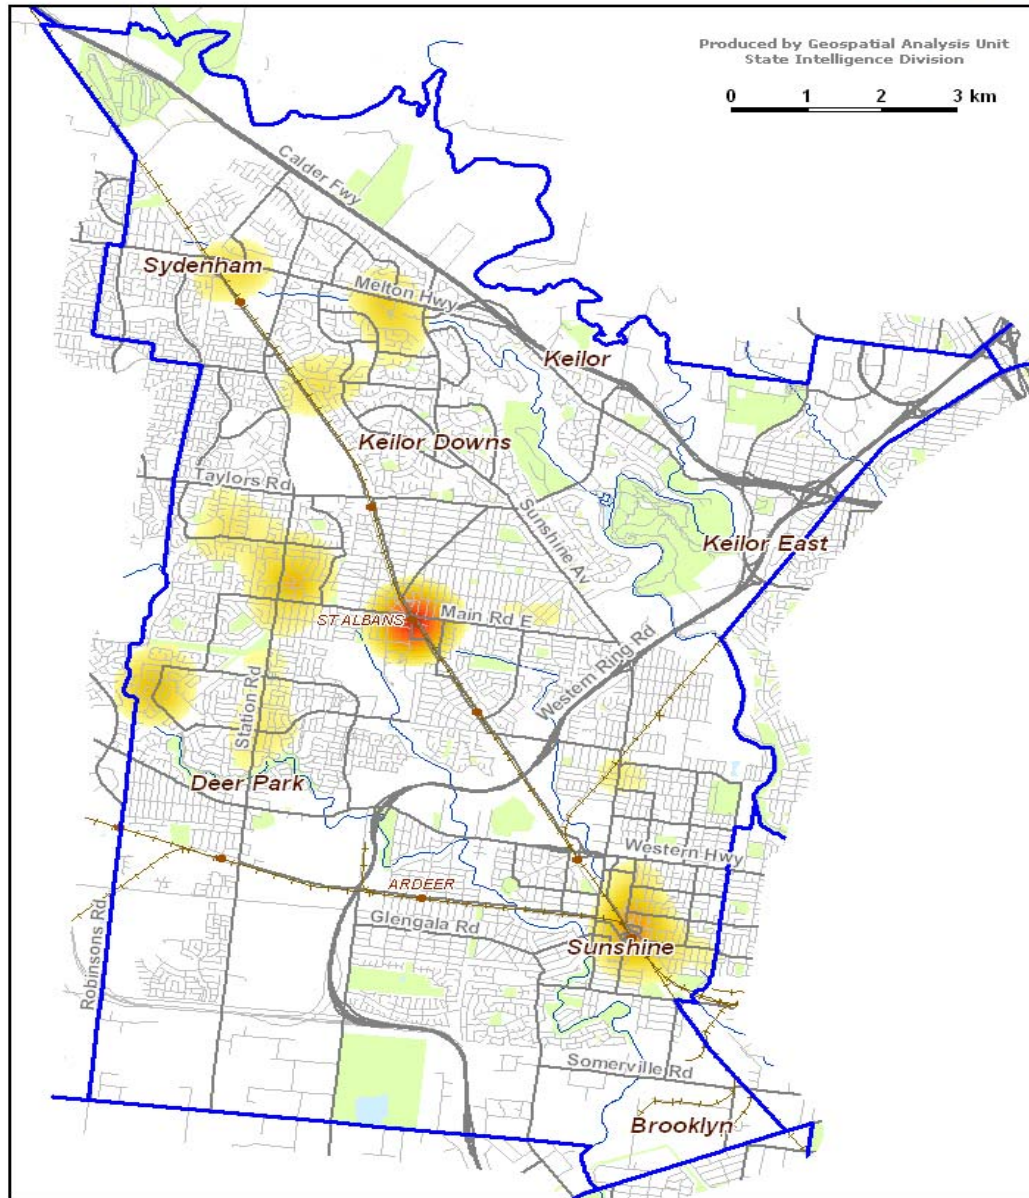 Produced by Geospatial Analysis Unit
State Intelligence Division
0 1 2 3 km
Calder Fwy
Sydenham
Melton Hwy
Keilor
Keilor Downs
Taylors Rd
Sunshine Av
Keilor East
ST ALBANS
Main Rd E
Western Ring Rd
Station Rd
Deer Park
Western Hwy
ARDEER
Glengala Rd
Sunshine
Robinsons Rd
Somerville Rd
Brooklyn